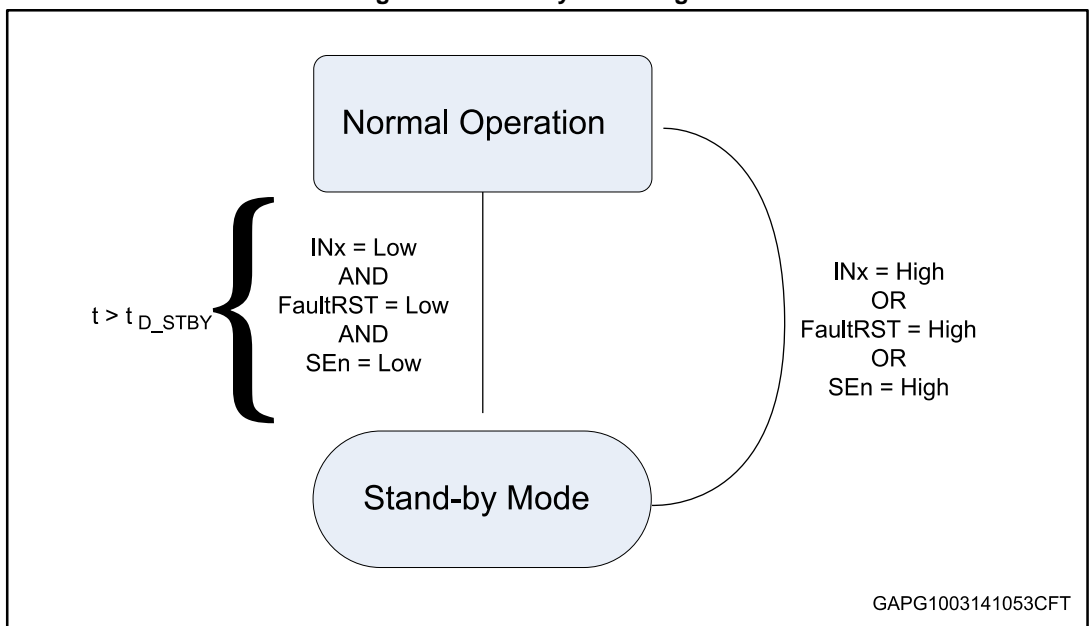 Normal Operation
t > t D_STBY
INx = Low
AND
FaultRST = Low
AND
SEn = Low
INx = High
OR
FaultRST = High
OR
SEn = High
Stand-by Mode
GAPG1003141053CFT